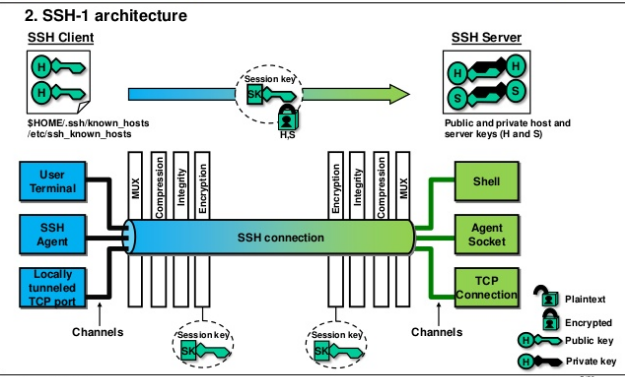 2. SSH-1 architecture
SSH Client
SSH Server
H
H
Session key
SK
H,S
H
H
S
S
$HOME/.ssh/known_hosts
/etc/ssh_known_hosts
Public and private host and
server keys (H and S)
User
Terminal
SSH
Agent
Locally
tunneled
TCP port
MUX
Compression
Integrity
Encryption
SSH connection
Encryption
Integrity
Compression
MUX
Shell
Agent
Socket
TCP
Connection
Channels
Session key
SK
Session key
SK
Channels
Plaintext
Encrypted
H
Public key
H
Private key